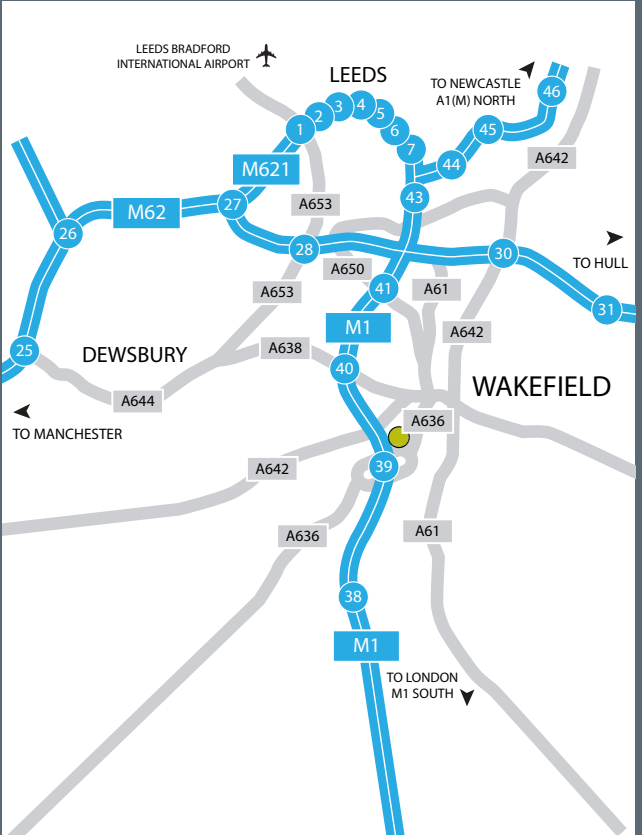 LEEDS BRADFORD
INTERNATIONAL AIRPORT
LEEDS
TO NEWCASTLE
A1(M) NORTH
46
4
3
5
2
45
1
6
7
A642
44
M621
43
A653
27
M62
26
28
30
TO HULL
A650
A653
41
A61
31
M1
A642
25
DEWSBURY
A638
40
WAKEFIELD
A644
A636
TO MANCHESTER
39
A642
A636
A61
38
M1
TO LONDON
M1 SOUTH